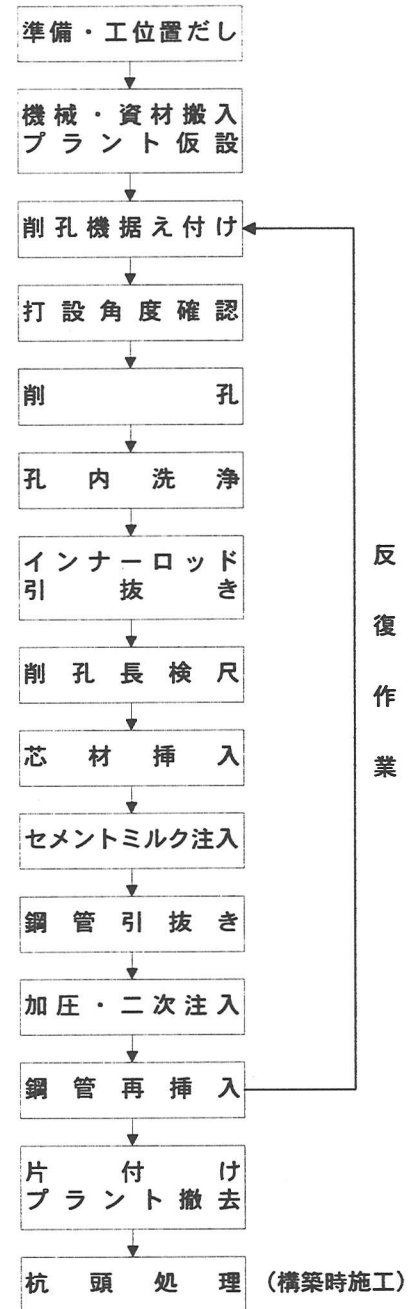 準備・工位置だし
機械・資材搬入
プラント仮設
削孔機据え付け
打設角度確認
削孔
孔内洗浄
インナーロッド
引抜き
削孔長検尺
芯材挿入
セメントミルク注入
鋼管引抜き
加圧・二次注入
鋼管再挿入
片付け
プラント撤去
杭頭処理 (構築時施工)
反復作業